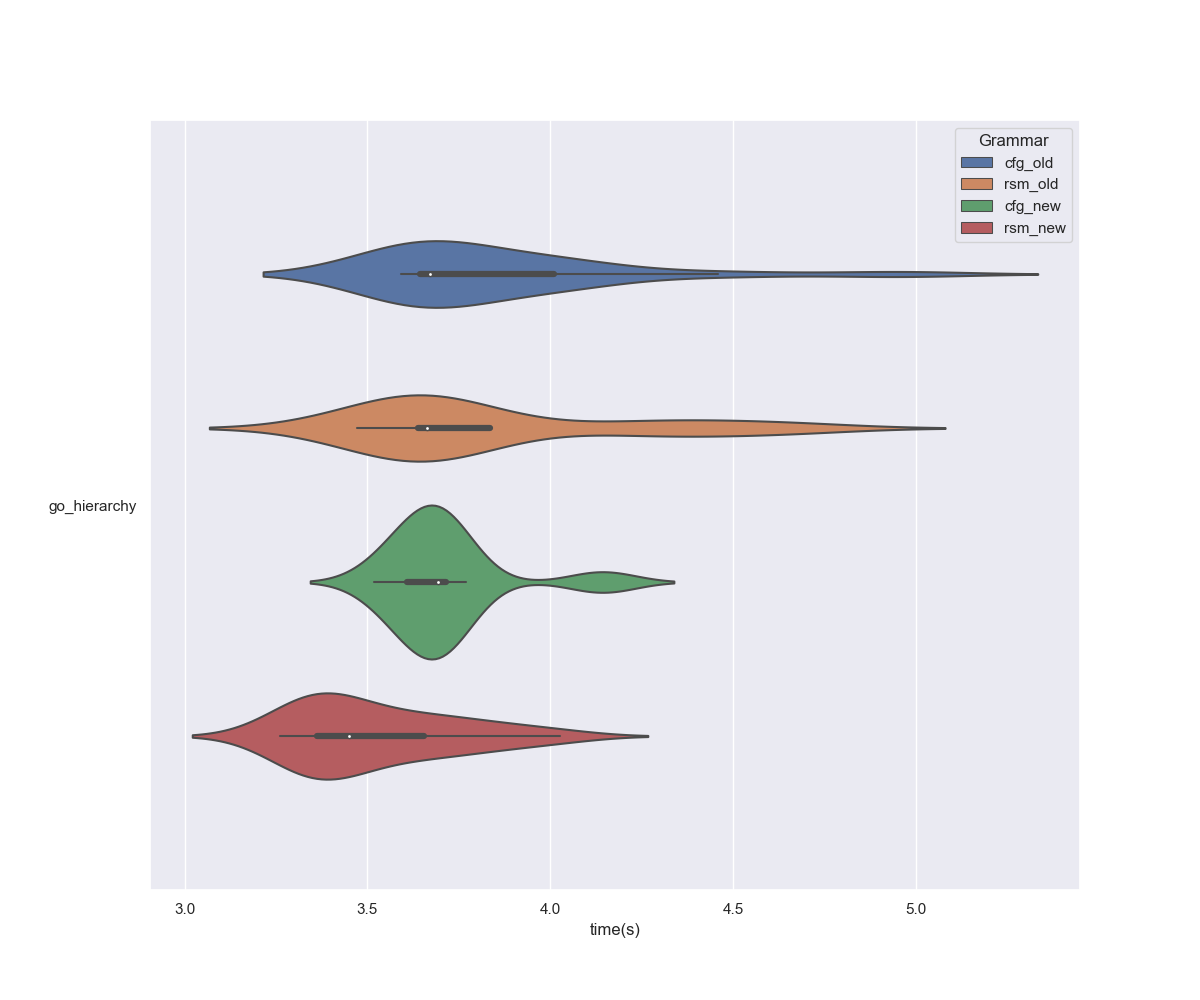 Grammar
cfg_old
rsm_old
cfg_new
rsm_new
go_hierarchy
3.0 3.5 4.0 4.5 5.0
time(s)